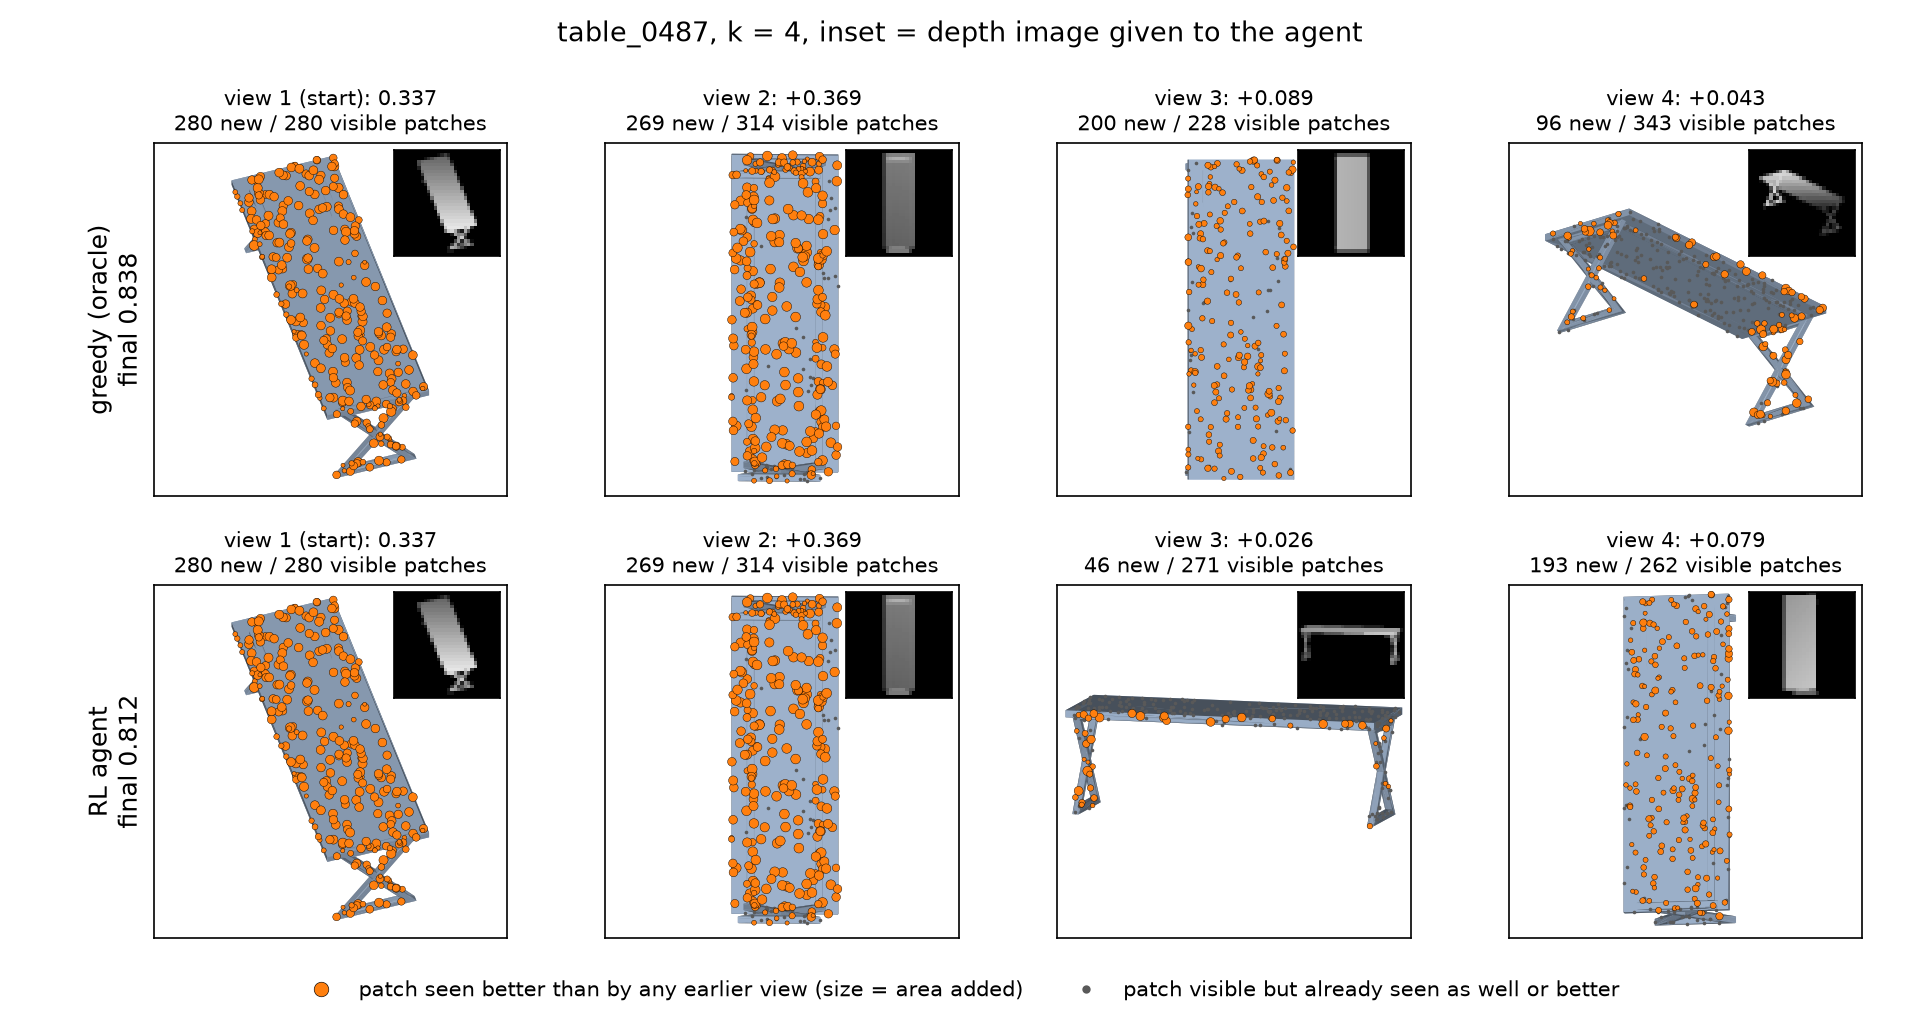 table_0487, k = 4, inset = depth image given to the agent
greedy (oracle)
final 0.838
view 1 (start): 0.337
280 new / 280 visible patches
view 2: +0.369
269 new / 314 visible patches
view 3: +0.089
200 new / 228 visible patches
view 4: +0.043
96 new / 343 visible patches
RL agent
final 0.812
view 1 (start): 0.337
280 new / 280 visible patches
view 2: +0.369
269 new / 314 visible patches
view 3: +0.026
46 new / 271 visible patches
view 4: +0.079
193 new / 262 visible patches
patch seen better than by any earlier view (size = area added)
patch visible but already seen as well or better